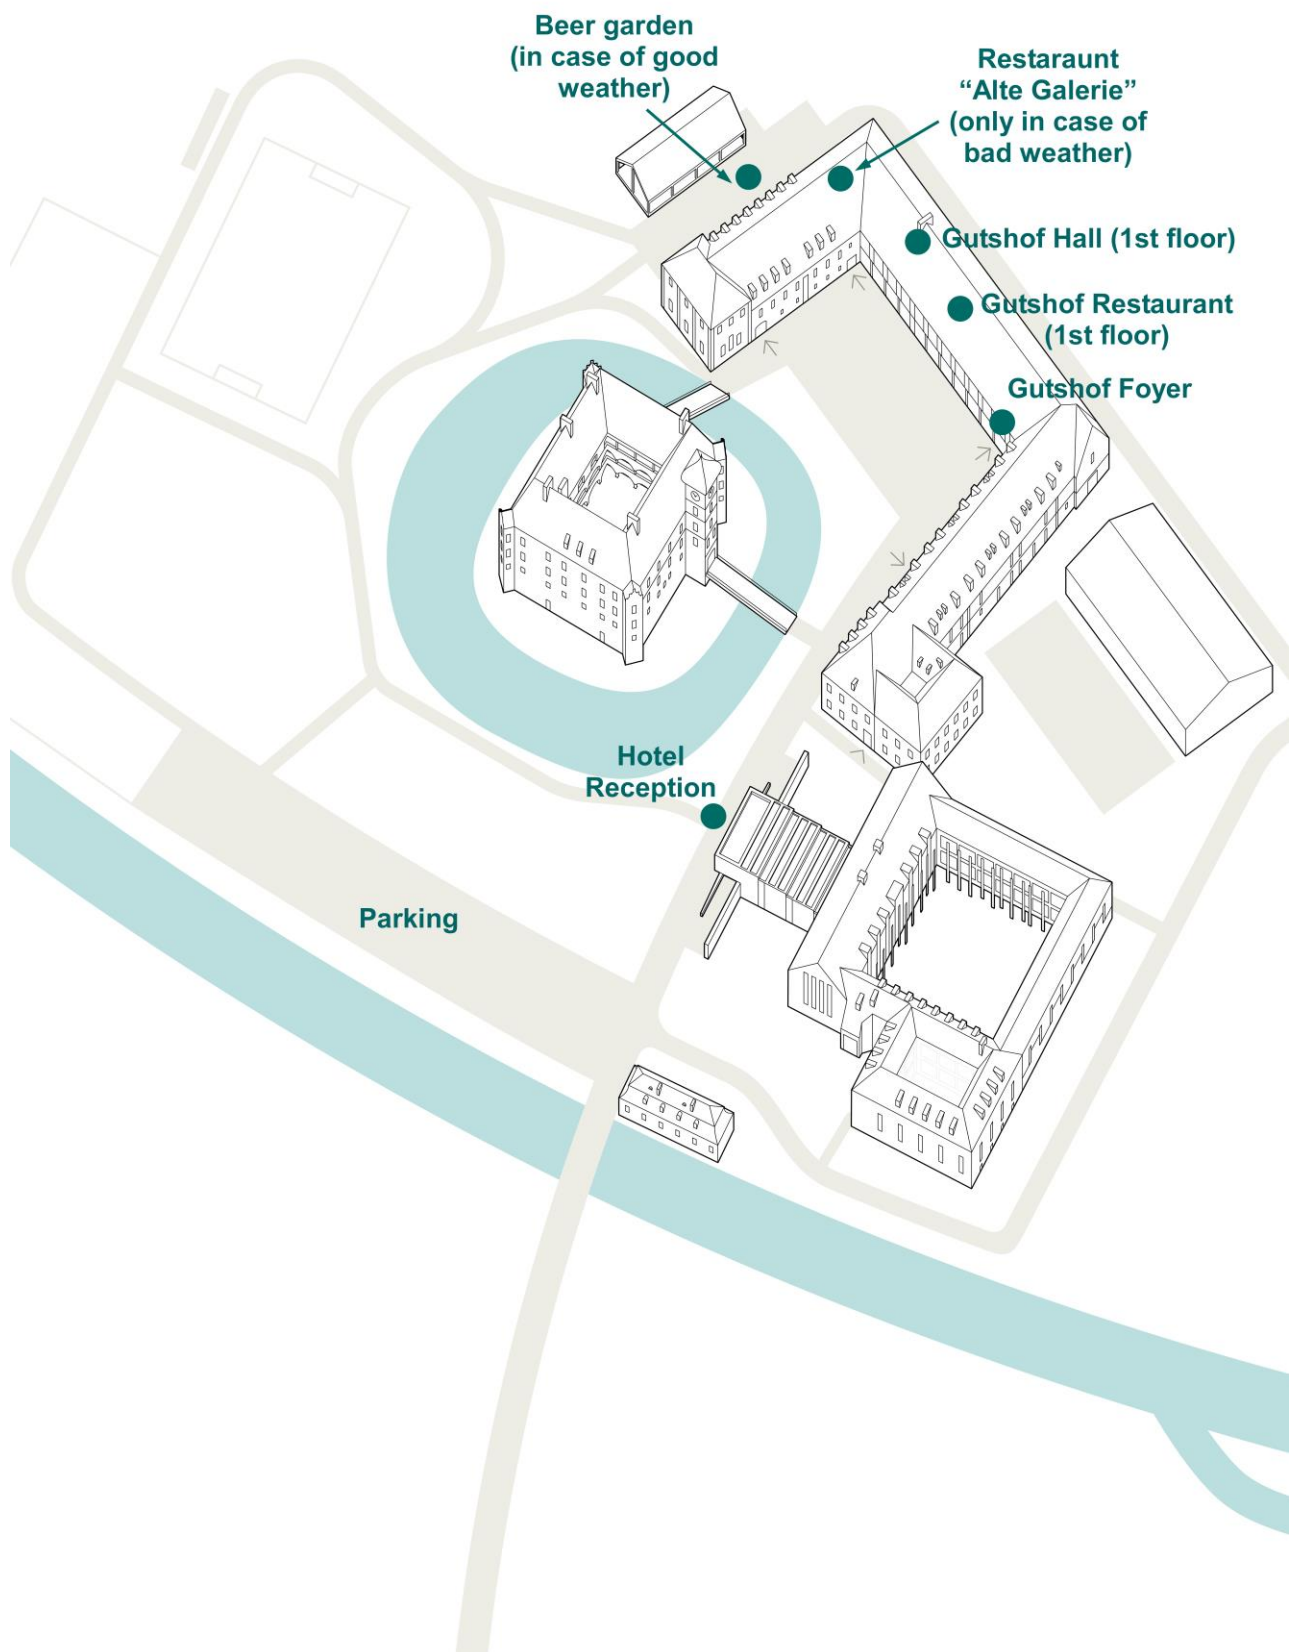 Beer garden
(in case of good
weather)
Restaraunt
“Alte Galerie”
(only in case of
bad weather)
Gutshof Hall (1st floor)
Gutshof Restaurant
(1st floor)
Gutshof Foyer
Hotel
Reception
Parking